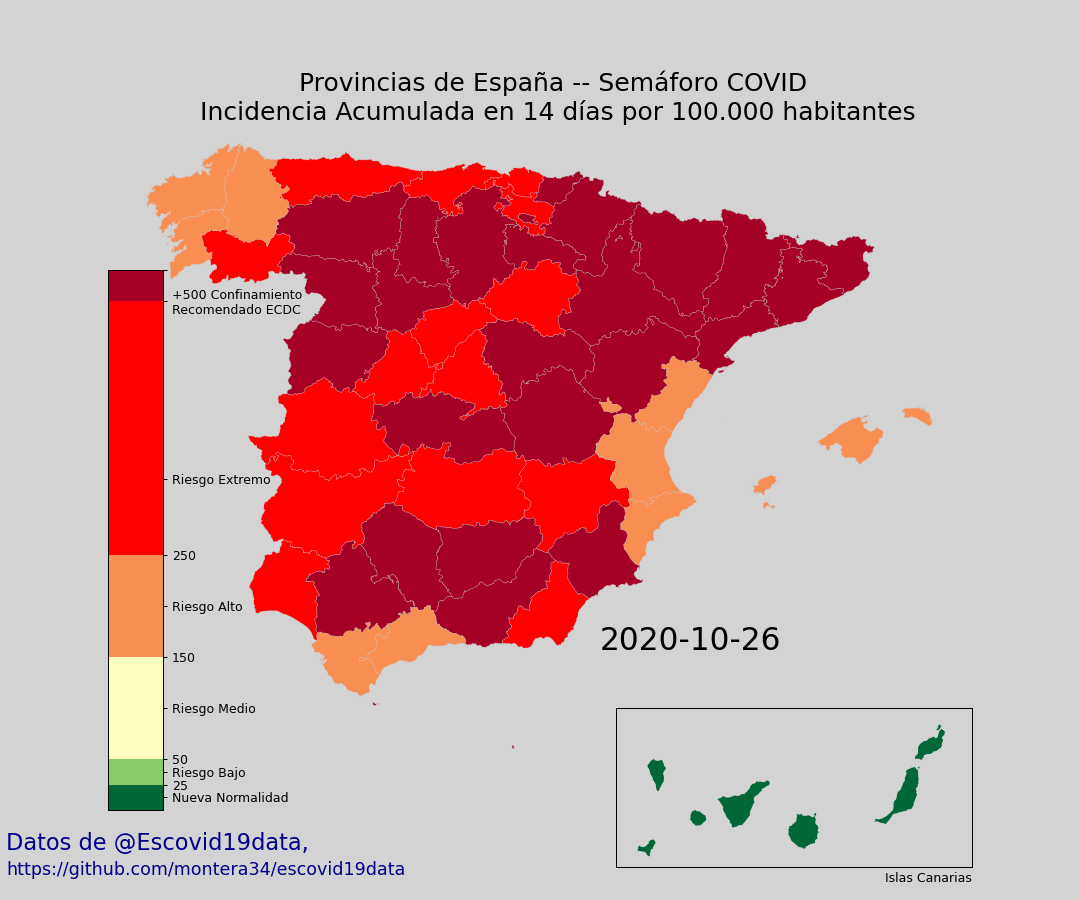 Provincias de España -- Semáforo COVID
Incidencia Acumulada en 14 días por 100.000 habitantes
+500 Confinamiento
Recomendado ECDC
Riesgo Extremo
250
Riesgo Alto
150
Riesgo Medio
50
Riesgo Bajo
25
Nueva Normalidad
2020-10-26
Islas Canarias
Datos de @Escovid19data,
https://github.com/montera34/escovid19data